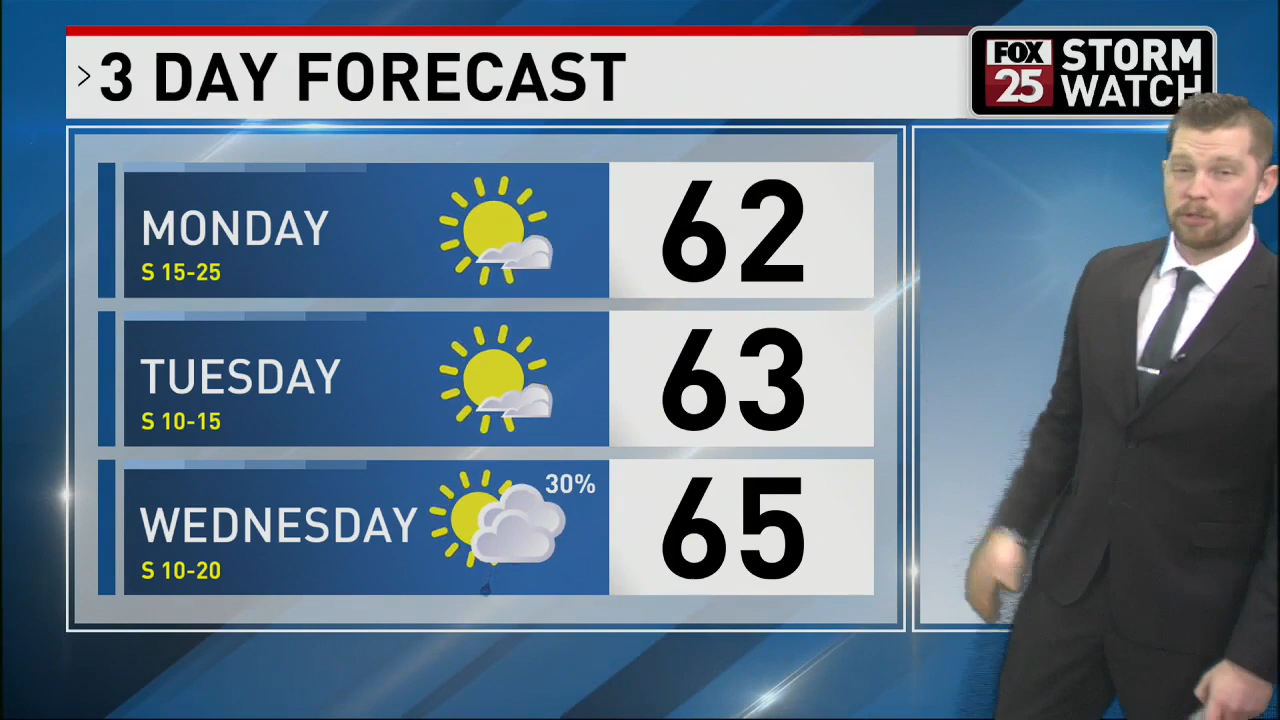 > 3 DAY FORECAST
FOX 25
STORM WATCH
MONDAY
S 15-25
62
TUESDAY
S 10-15
63
WEDNESDAY
S 10-20
30%
65